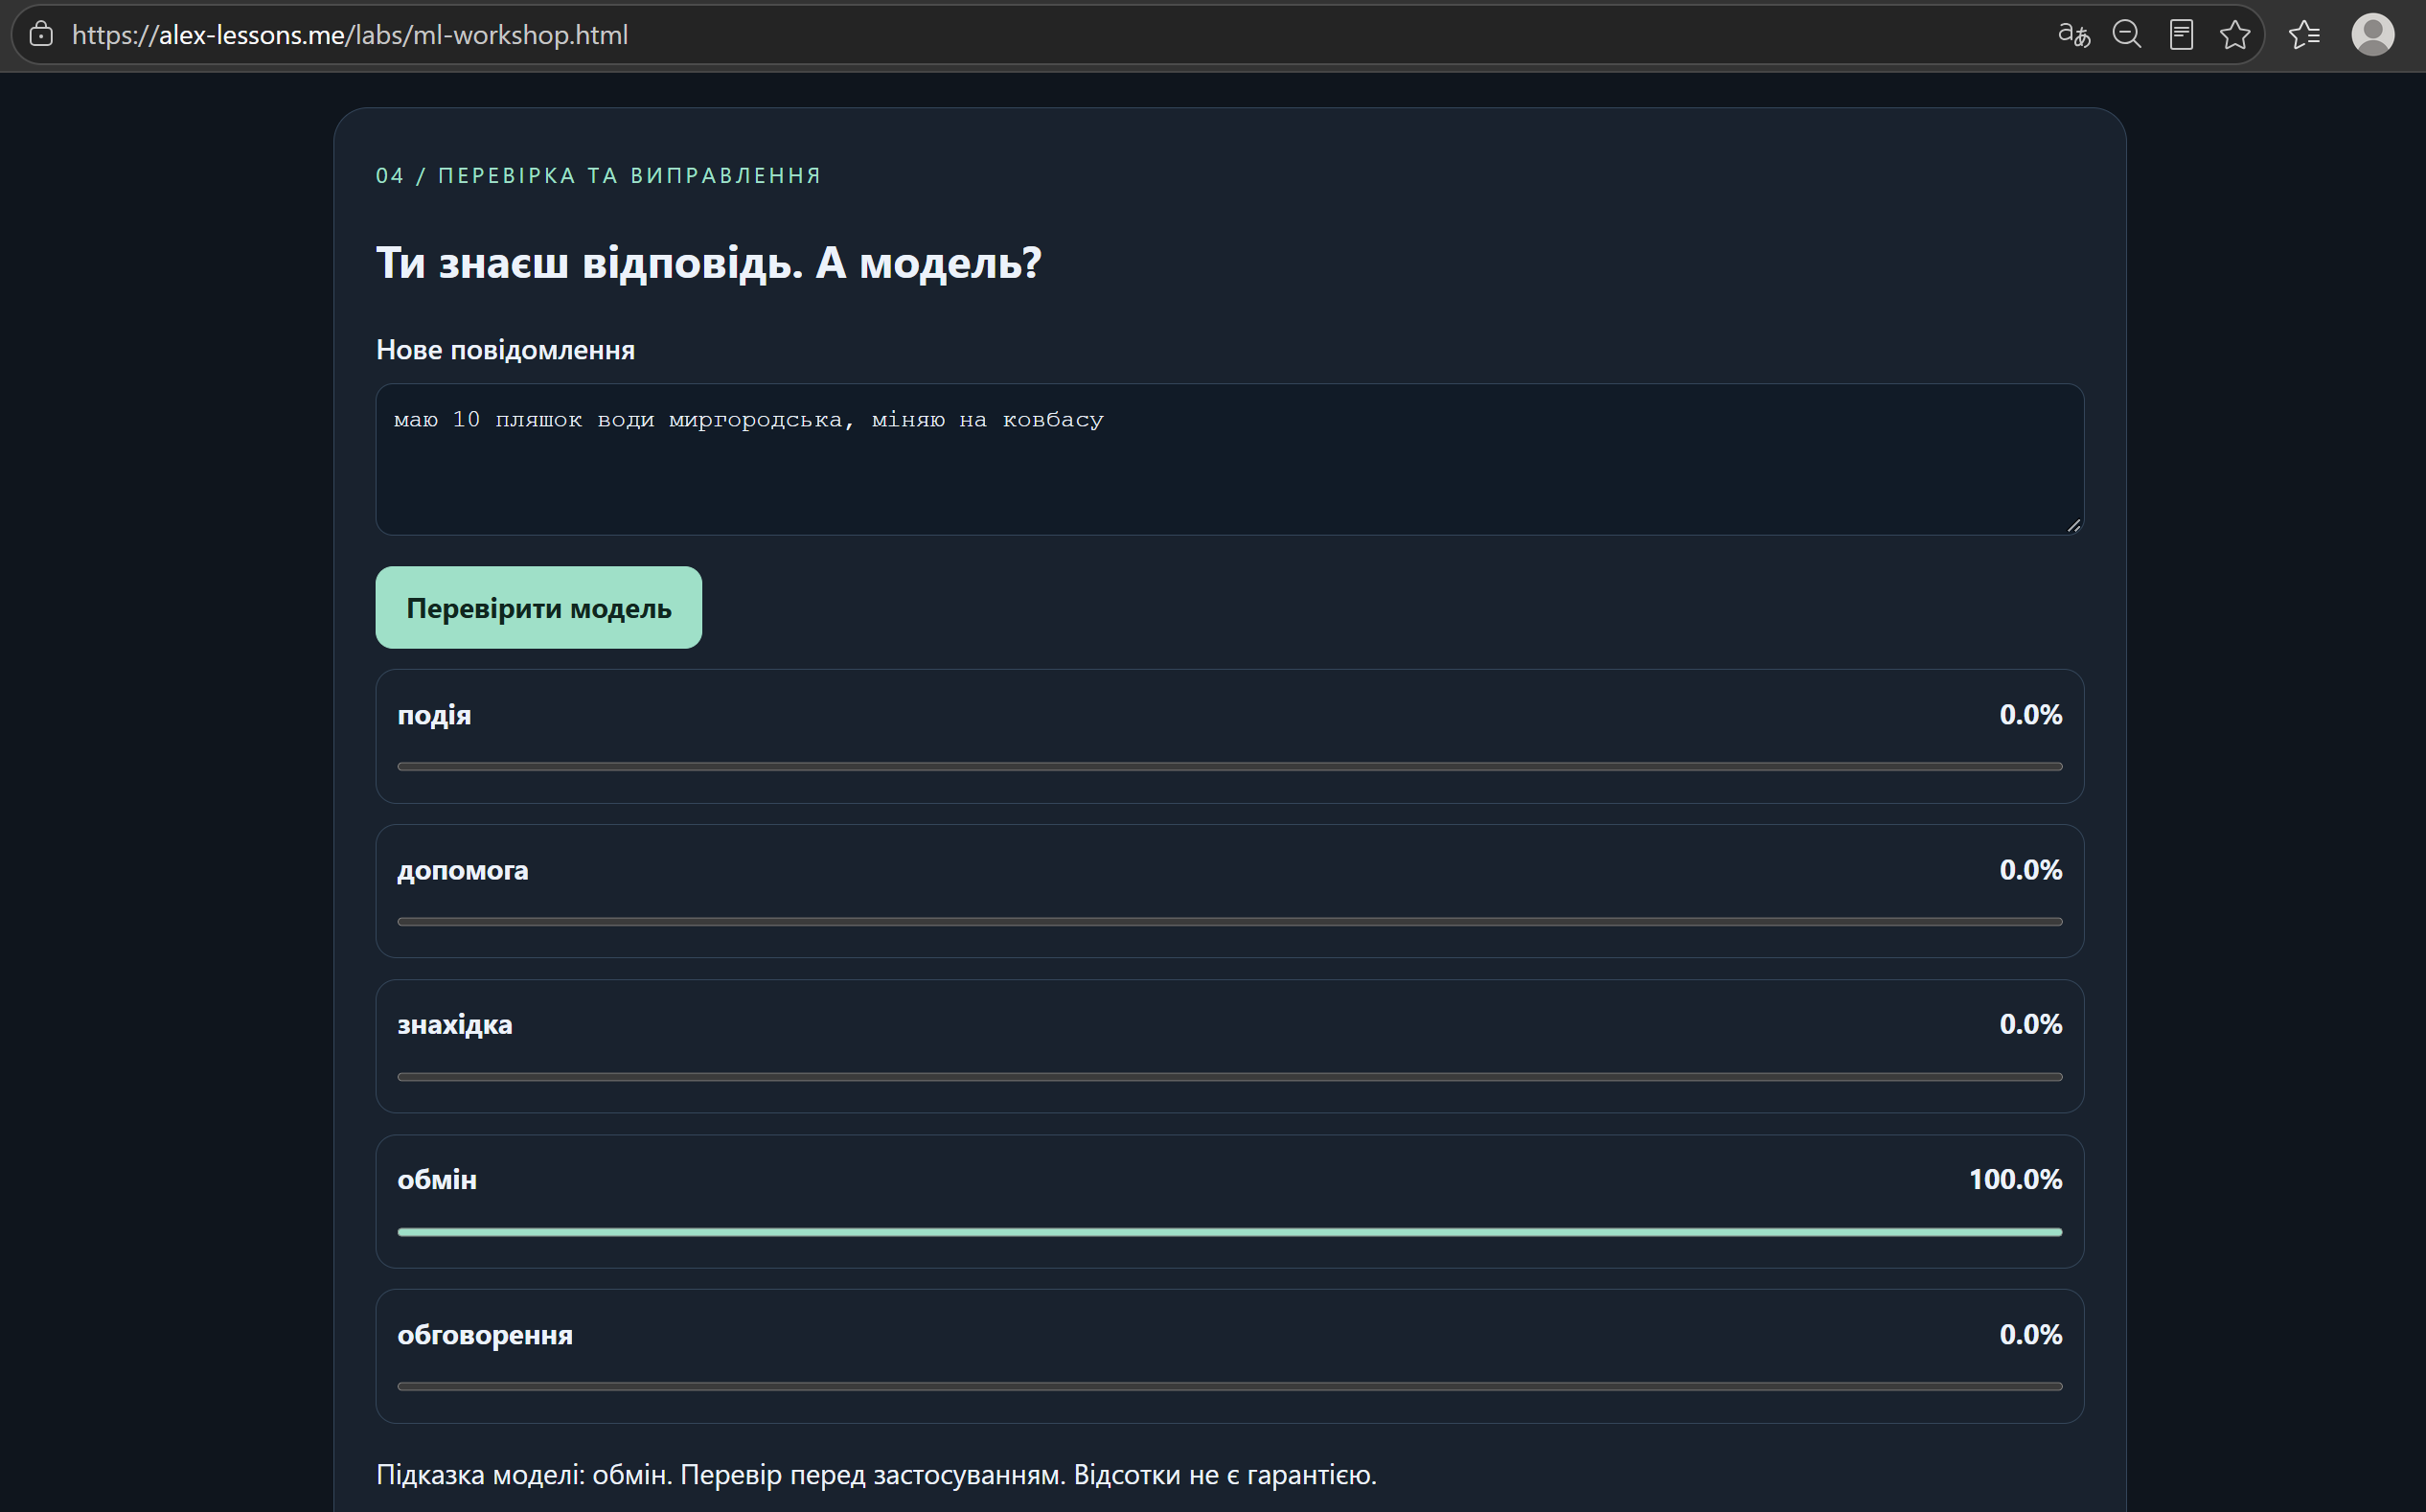 https://alex-lessons.me/labs/ml-workshop.html
04 / ПЕРЕВІРКА ТА ВИПРАВЛЕННЯ
Ти знаєш відповідь. А модель?
Нове повідомлення
маю 10 пляшок води миргородська, міняю на ковбасу
Перевірити модель
подія 0.0%
допомога 0.0%
знахідка 0.0%
обмін 100.0%
обговорення 0.0%
Підказка моделі: обмін. Перевір перед застосуванням. Відсотки не є гарантією.